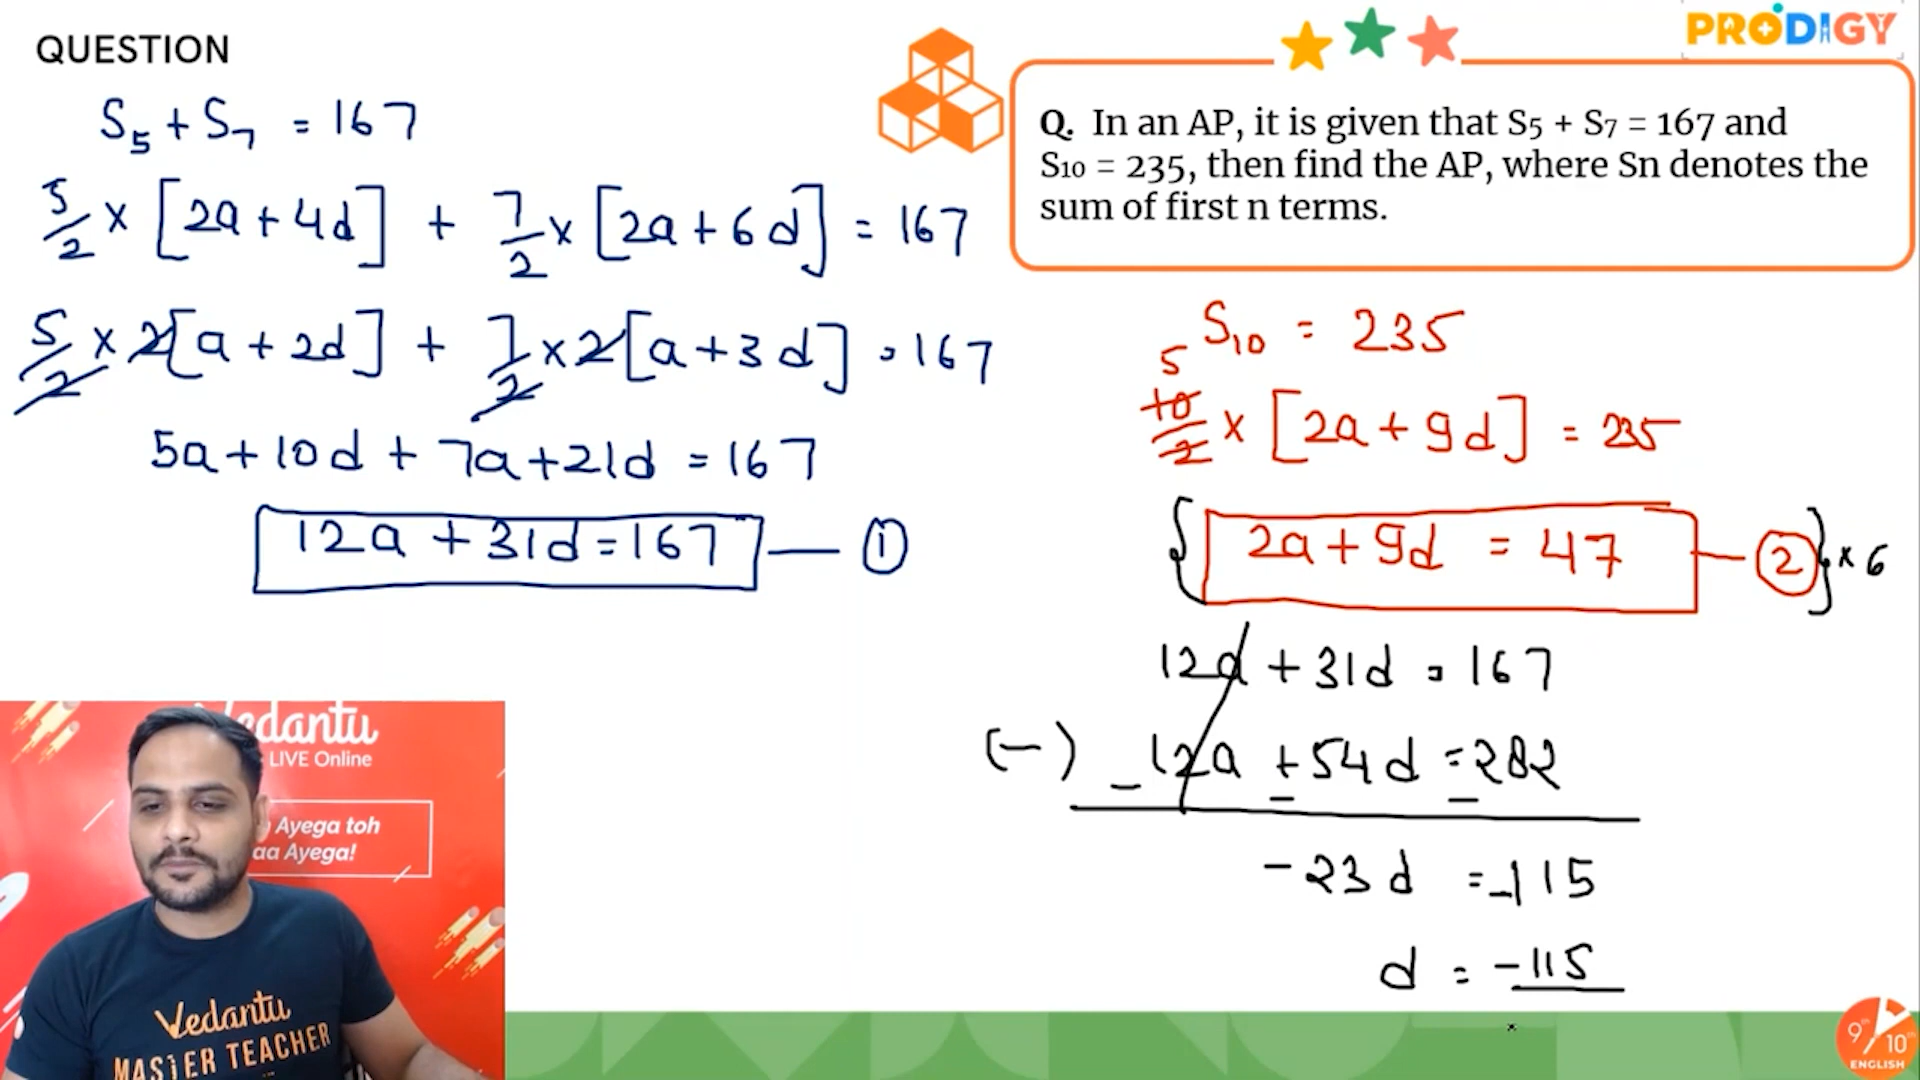 QUESTION
PRODIGY
Q. In an AP, it is given that S5 + S7 = 167 and
S10 = 235, then find the AP, where Sn denotes the
sum of first n terms.
S5 + S7 = 167
5/2 × [2a + 4d] + 7/2 × [2a + 6d] = 167
5/2 × 2[a + 2d] + 7/2 × 2[a + 3d] = 167
5a + 10d + 7a + 21d = 167
12a + 31d = 167 — ①
S10 = 235
5
10/2 × [2a + 9d] = 235
{2a + 9d = 47 — ②} × 6
12a + 31d = 167
(−) 12a + 54d = 282
− − −
−23d = −115
d = −115
Vedantu
LIVE Online
Ayega toh
aa Ayega!
Vedantu
MASTER TEACHER
9th 10th
ENGLISH